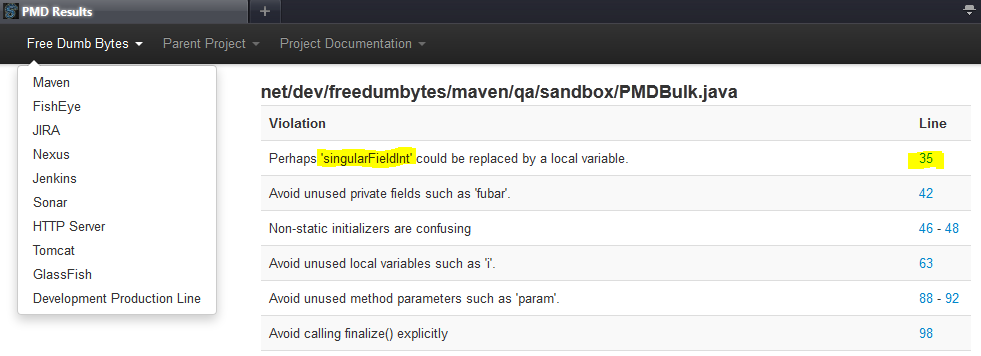 PMD Results
Free Dumb Bytes Parent Project Project Documentation
Maven
FishEye
JIRA
Nexus
Jenkins
Sonar
HTTP Server
Tomcat
GlassFish
Development Production Line
net/dev/freedumbytes/maven/qa/sandbox/PMDBulk.java
Violation Line
Perhaps 'singularFieldInt' could be replaced by a local variable. 35
Avoid unused private fields such as 'fubar'. 42
Non-static initializers are confusing 46 - 48
Avoid unused local variables such as 'i'. 63
Avoid unused method parameters such as 'param'. 88 - 92
Avoid calling finalize() explicitly 98